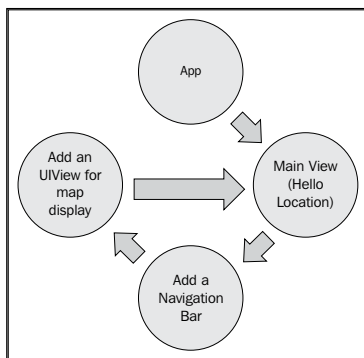 App
Main View
(Hello
Location)
Add a
Navigation
Bar
Add an
UIView for
map
display